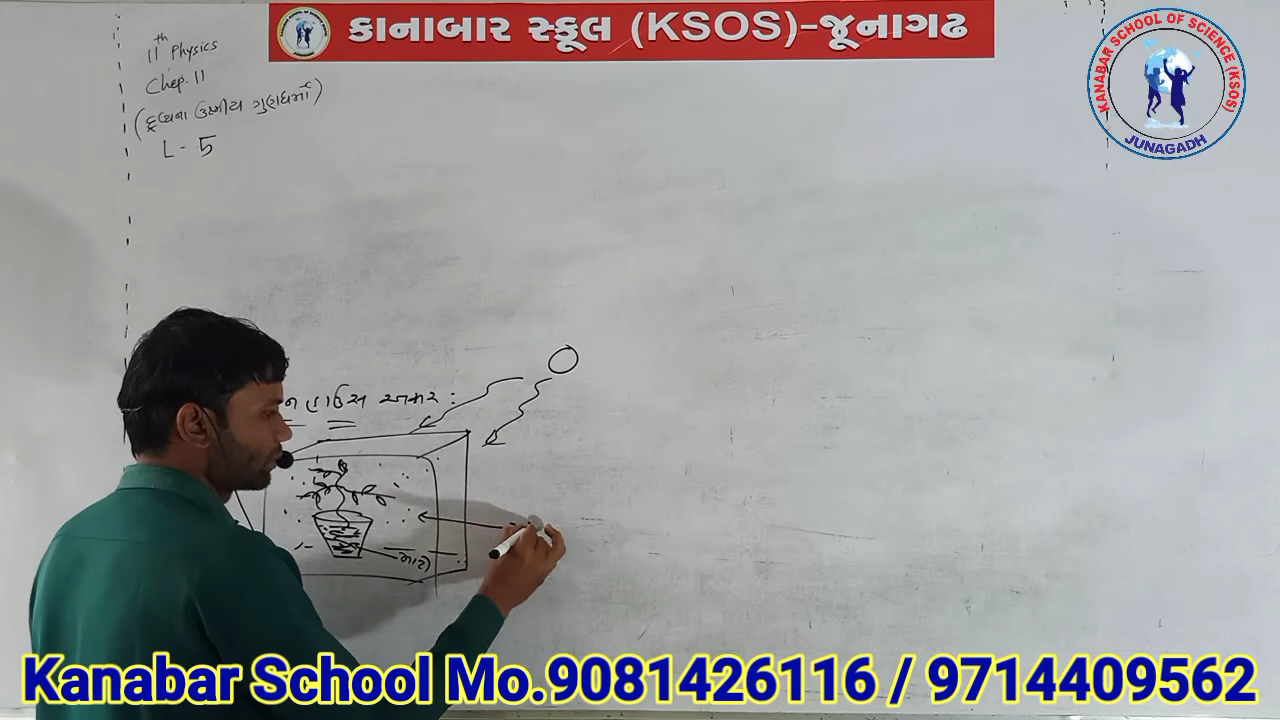 કાનાબાર સ્કૂલ (KSOS)-જૂનાગઢ
KANABAR SCHOOL OF SCIENCE (KSOS)
JUNAGADH
11th Physics
Chep-11
(દ્રવ્યના ઉષ્મીય ગુણધર્મો)
L-5
હાઉસ અસર :
માટી
Kanabar School Mo.9081426116 / 9714409562